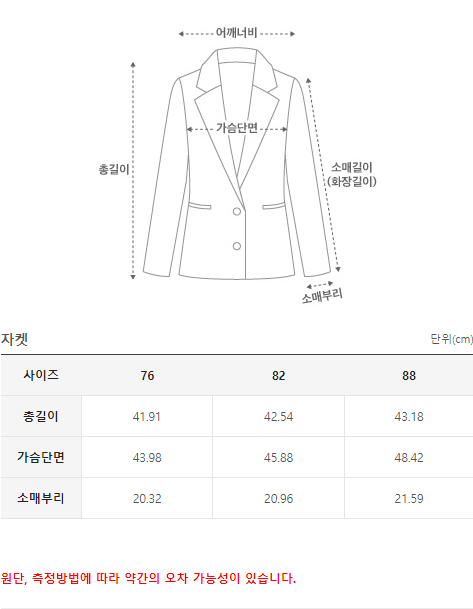 어깨너비
가슴단면
총길이
소매길이
(화장길이)
소매부리
자켓 단위(cm)
사이즈 76 82 88
총길이 41.91 42.54 43.18
가슴단면 43.98 45.88 48.42
소매부리 20.32 20.96 21.59
원단, 측정방법에 따라 약간의 오차 가능성이 있습니다.